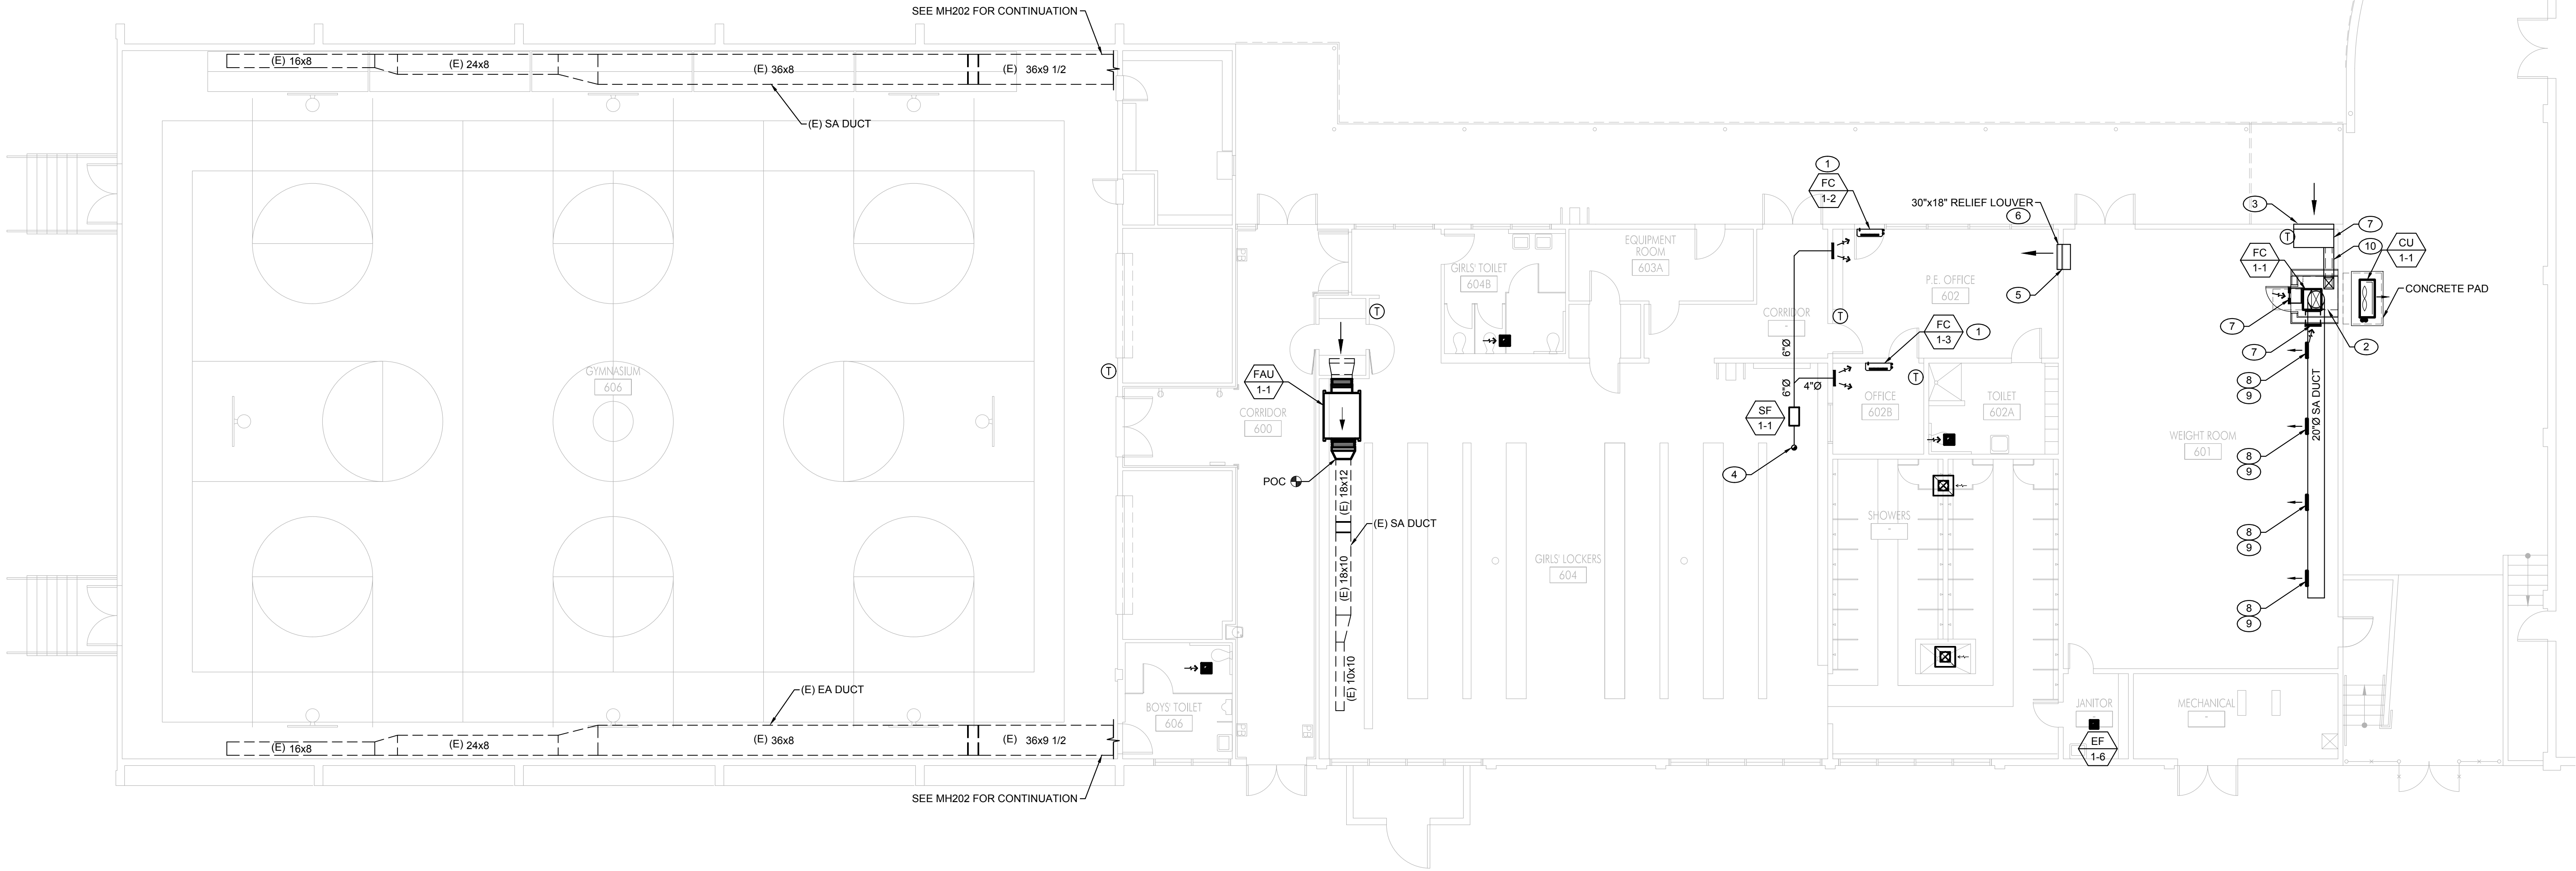 SEE MH202 FOR CONTINUATION
(E) 16x8
(E) 24x8
(E) 36x8
(E) 36x9 1/2
(E) SA DUCT
GYMNASIUM
606
T
(E) EA DUCT
(E) 16x8
(E) 24x8
(E) 36x8
(E) 36x9 1/2
SEE MH202 FOR CONTINUATION
BOYS' TOILET
606
CORRIDOR
600
FAU
1-1
POC
T
(E) 18x12
(E) SA DUCT
(E) 18x10
(E) 10x10
GIRLS' TOILET
604B
EQUIPMENT
ROOM
603A
GIRLS' LOCKERS
604
CORRIDOR
-
6"Ø
6"Ø
4"Ø
SF
1-1
4
1
FC
1-2
T
P.E. OFFICE
602
FC
1-3
1
OFFICE
602B
T
TOILET
602A
SHOWERS
-
30"x18" RELIEF LOUVER
6
5
WEIGHT ROOM
601
3
7
T
10
CU
1-1
FC
1-1
CONCRETE PAD
7
7
2
8
9
20"Ø SA DUCT
8
9
8
9
8
9
JANITOR
-
EF
1-6
MECHANICAL
-